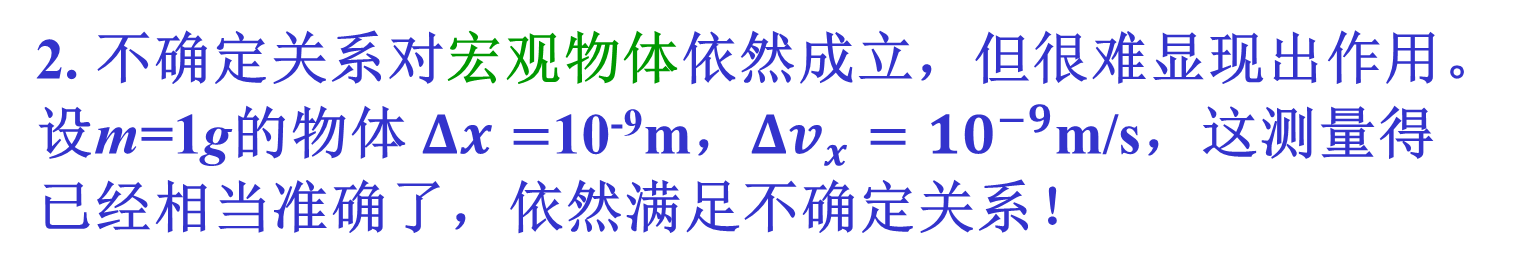 2. 不确定关系对宏观物体依然成立，但很难显现出作用。
设m=1g的物体 Δx =10⁻⁹m，Δvₓ = 10⁻⁹m/s，这测量得
已经相当准确了，依然满足不确定关系！